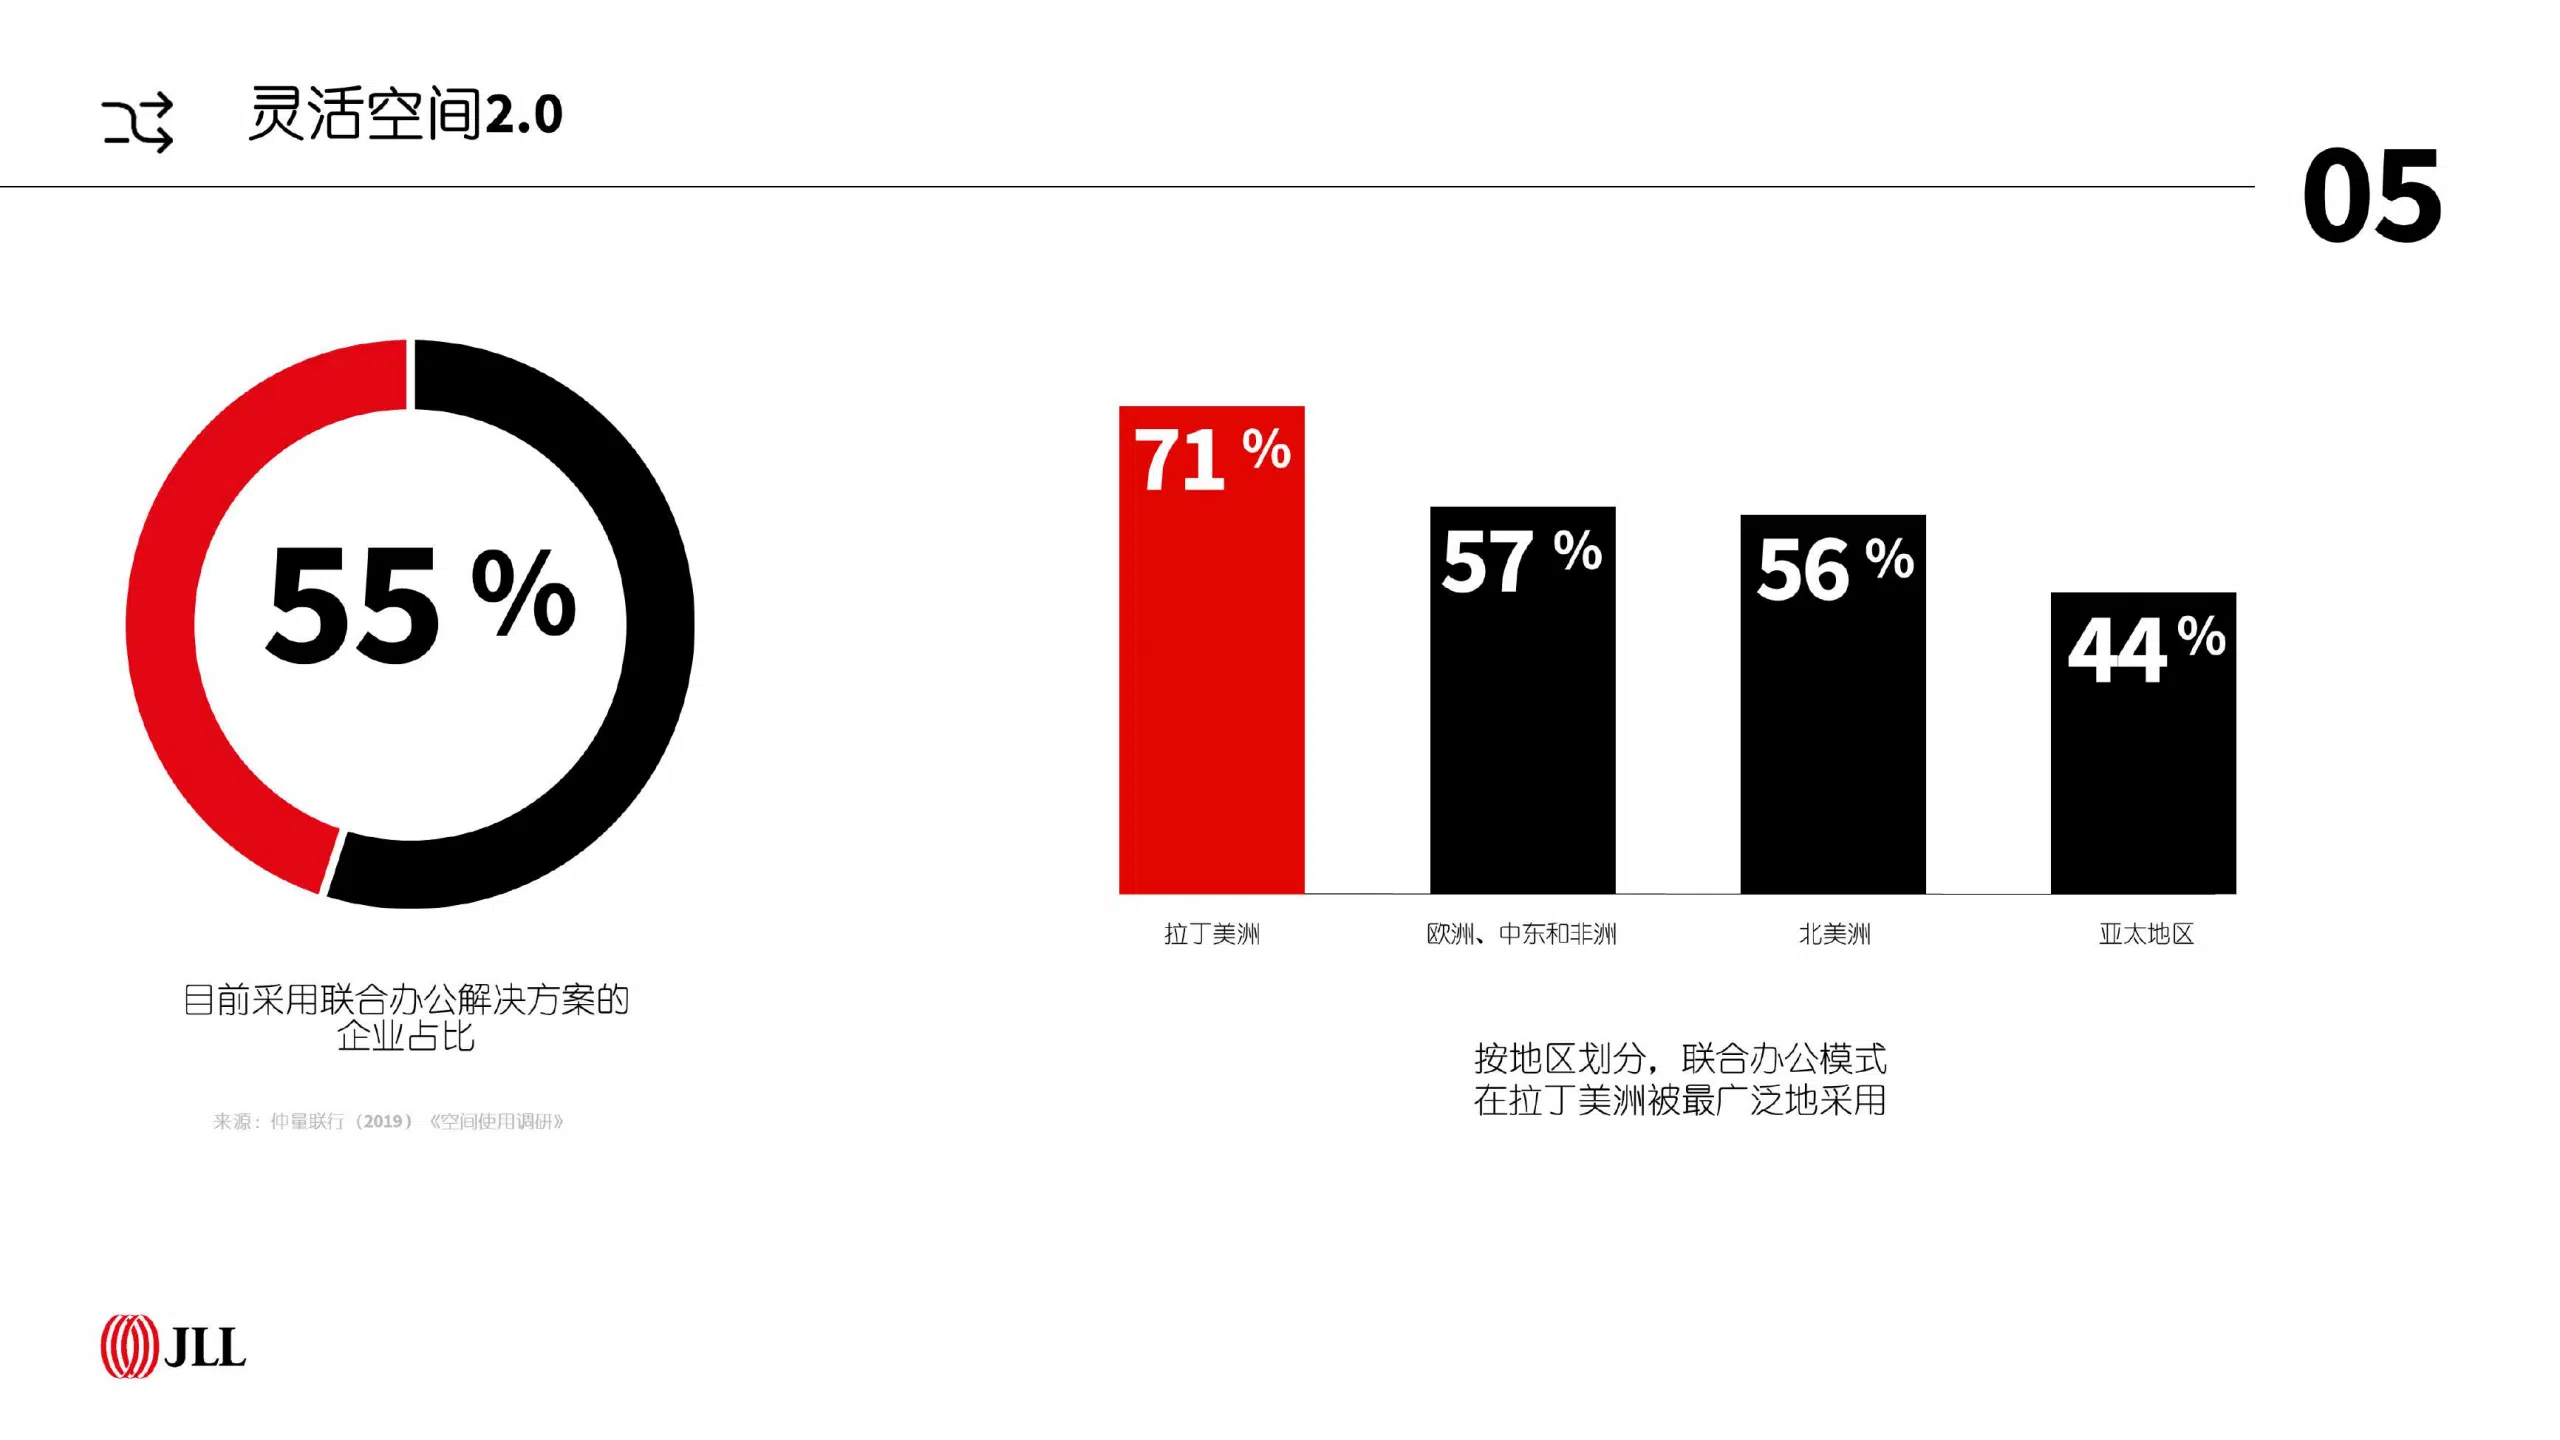 灵活空间2.0
05
55%
目前采用联合办公解决方案的
企业占比
来源：仲量联行（2019）《空间使用调研》
71%
57%
56%
44%
拉丁美洲
欧洲、中东和非洲
北美洲
亚太地区
按地区划分，联合办公模式
在拉丁美洲被最广泛地采用
JLL